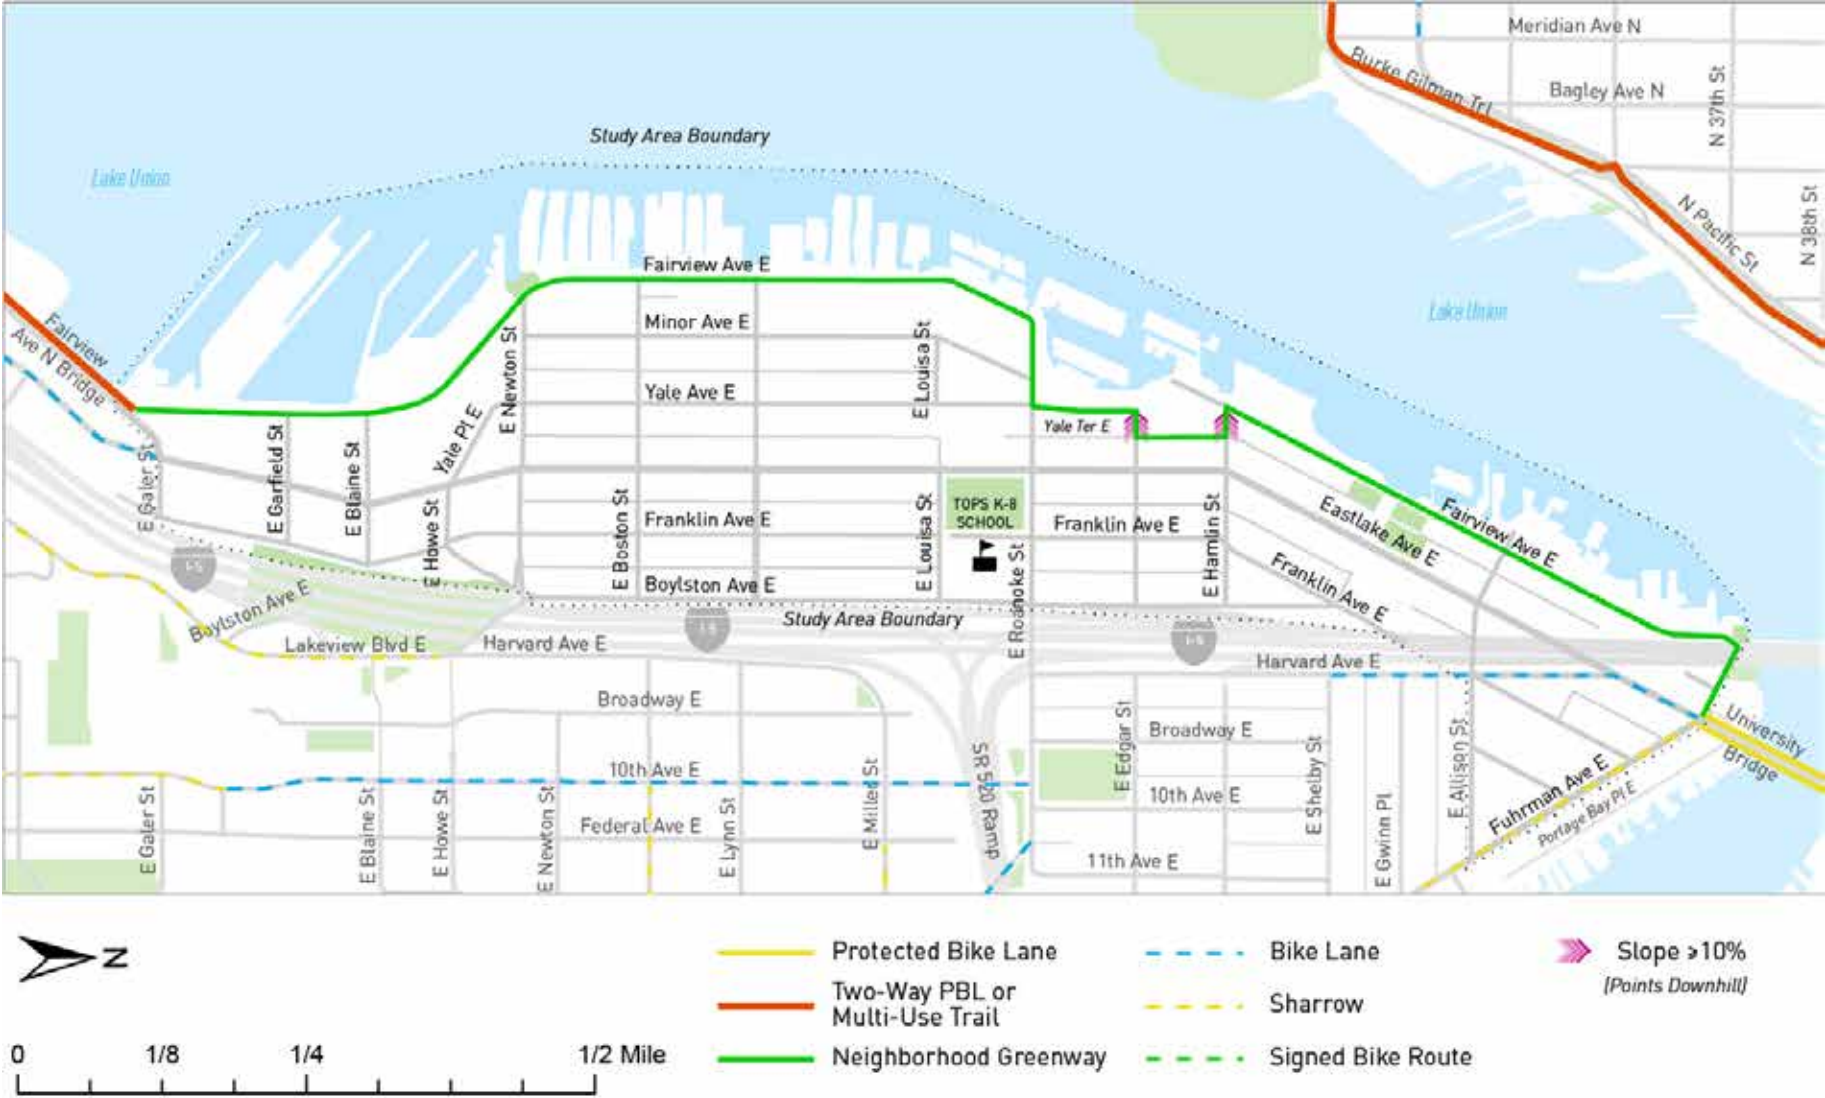 Meridian Ave N
Burke Gilman Trl
Bagley Ave N
N 37th St
Study Area Boundary
Lake Union
N Pacific St
N 38th St
Fairview Ave E
Lake Union
Fairview
Ave N Bridge
Minor Ave E
E Newton St
E Louisa St
Yale Ave E
Yale Pl E
Yale Ter E
E Galer St
E Garfield St
E Blaine St
E Howe St
E Boston St
Franklin Ave E
E Louisa St
TOPS K-8
SCHOOL
Franklin Ave E
E Hamlin St
Eastlake Ave E
Fairview Ave E
E Roanoke St
Franklin Ave E
I-5
Boylston Ave E
Boylston Ave E
I-5
Study Area Boundary
I-5
Lakeview Blvd E
Harvard Ave E
Harvard Ave E
Broadway E
E Edgar St
Broadway E
University
Bridge
10th Ave E
SR 520 Ramp
E Allison St
10th Ave E
E Shelby St
Fuhrman Ave E
Portage Bay Pl E
E Galer St
E Blaine St
E Howe St
E Newton St
Federal Ave E
E Lynn St
E Miller St
11th Ave E
E Gwinn Pl
N
Protected Bike Lane
Two-Way PBL or
Multi-Use Trail
Neighborhood Greenway
Bike Lane
Sharrow
Signed Bike Route
Slope >10%
(Points Downhill)
0 1/8 1/4 1/2 Mile